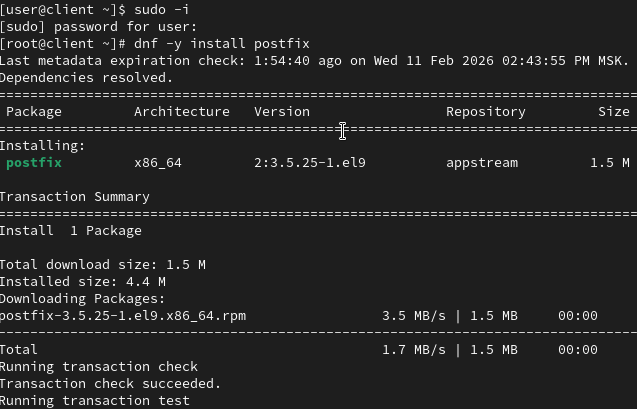 [user@client ~]$ sudo -i
[sudo] password for user:
[root@client ~]# dnf -y install postfix
Last metadata expiration check: 1:54:40 ago on Wed 11 Feb 2026 02:43:55 PM MSK.
Dependencies resolved.
================================================================================
Package Architecture Version Repository Size
================================================================================
Installing:
postfix x86_64 2:3.5.25-1.el9 appstream 1.5 M
Transaction Summary
================================================================================
Install 1 Package
Total download size: 1.5 M
Installed size: 4.4 M
Downloading Packages:
postfix-3.5.25-1.el9.x86_64.rpm 3.5 MB/s | 1.5 MB 00:00
--------------------------------------------------------------------------------
Total 1.7 MB/s | 1.5 MB 00:00
Running transaction check
Transaction check succeeded.
Running transaction test